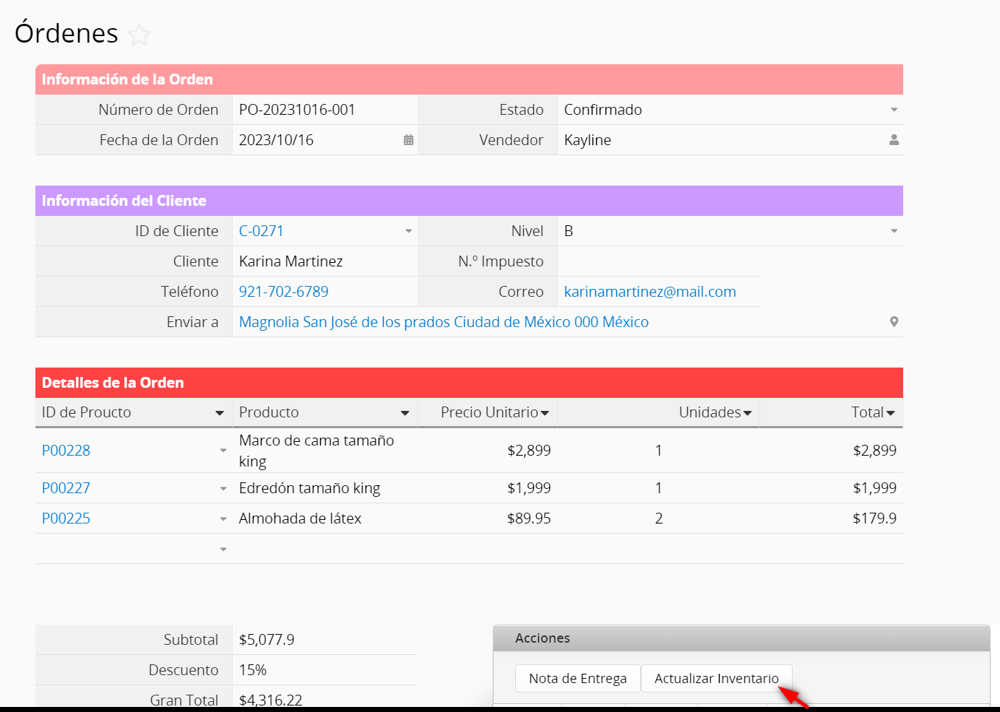 Órdenes
Información de la Orden
Número de Orden PO-20231016-001 Estado Confirmado
Fecha de la Orden 2023/10/16 Vendedor Kayline
Información del Cliente
ID de Cliente C-0271 Nivel B
Cliente Karina Martinez N.º Impuesto
Teléfono 921-702-6789 Correo karinamartinez@mail.com
Enviar a Magnolia San José de los prados Ciudad de México 000 México
Detalles de la Orden
ID de Proucto Producto Precio Unitario Unidades Total
P00228 Marco de cama tamaño king $2,899 1 $2,899
P00227 Edredón tamaño king $1,999 1 $1,999
P00225 Almohada de látex $89.95 2 $179.9
Subtotal $5,077.9
Descuento 15%
Gran Total $4,316.22
Acciones
Nota de Entrega Actualizar Inventario